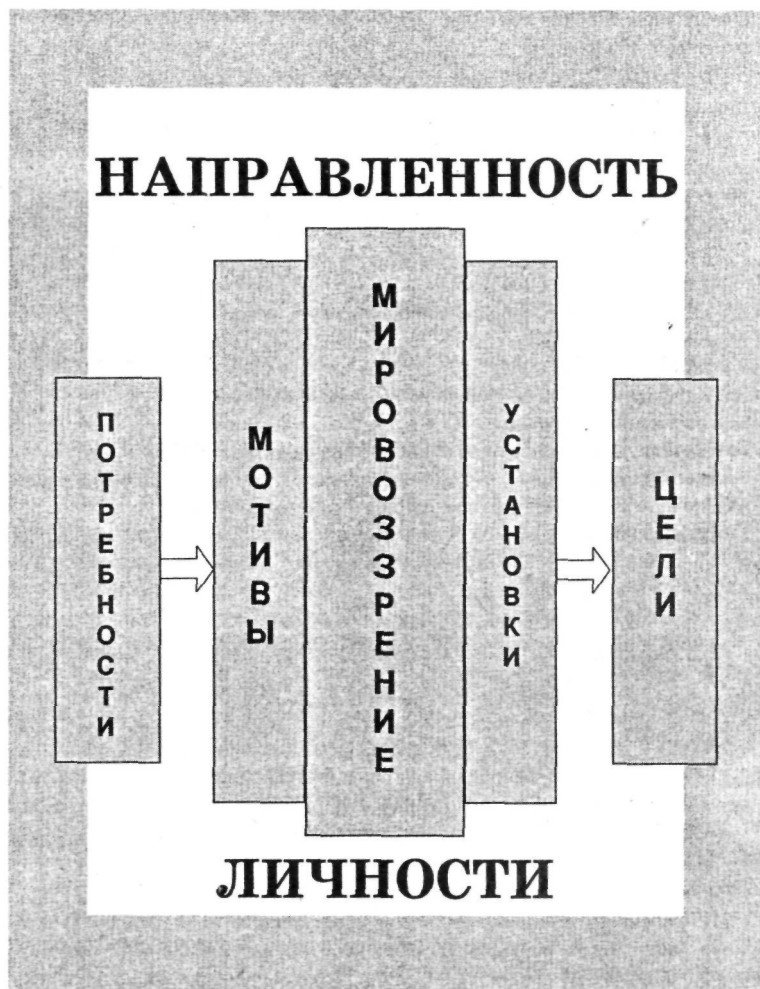 НАПРАВЛЕННОСТЬ
ПОТРЕБНОСТИ
МОТИВЫ
МИРОВОЗЗРЕНИЕ
УСТАНОВКИ
ЦЕЛИ
ЛИЧНОСТИ